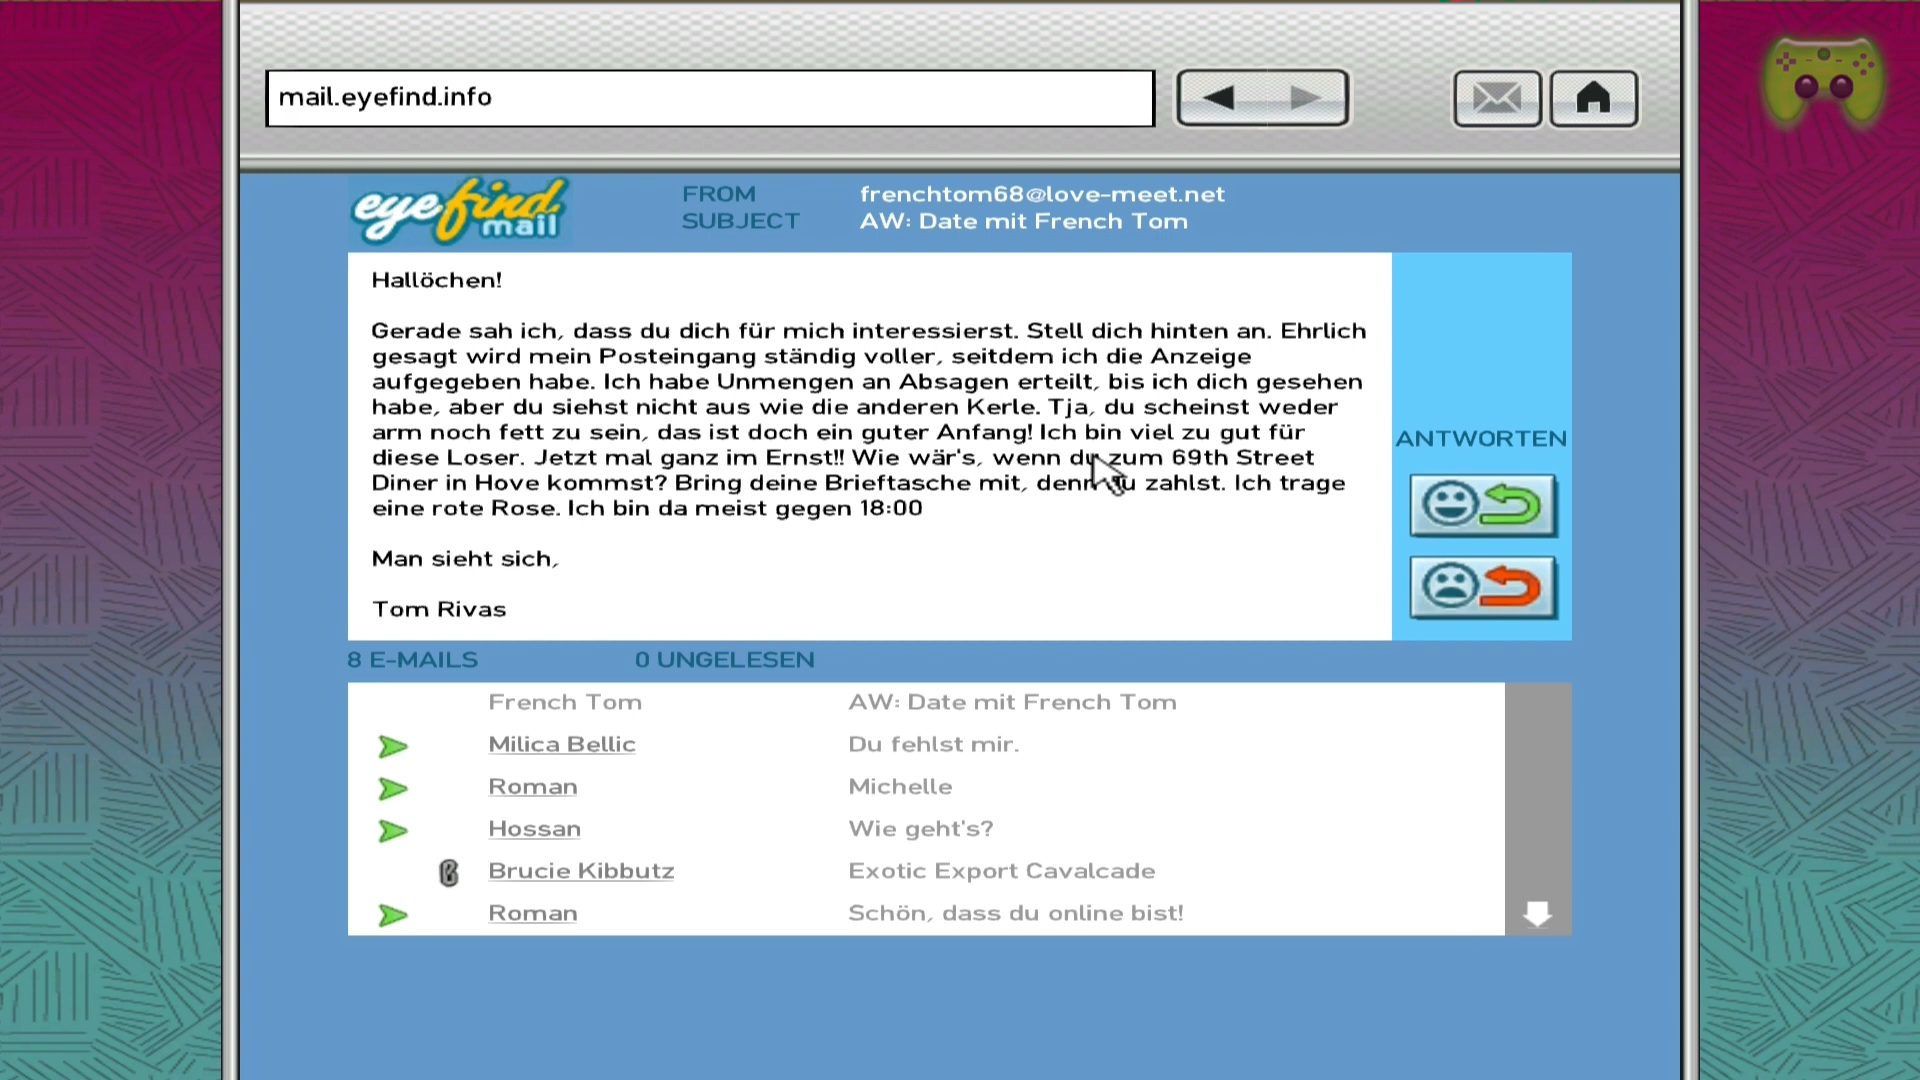 mail.eyefind.info
eyefind mail
FROM frenchtom68@love-meet.net
SUBJECT AW: Date mit French Tom
Hallöchen!
Gerade sah ich, dass du dich für mich interessierst. Stell dich hinten an. Ehrlich
gesagt wird mein Posteingang ständig voller, seitdem ich die Anzeige
aufgegeben habe. Ich habe Unmengen an Absagen erteilt, bis ich dich gesehen
habe, aber du siehst nicht aus wie die anderen Kerle. Tja, du scheinst weder
arm noch fett zu sein, das ist doch ein guter Anfang! Ich bin viel zu gut für
diese Loser. Jetzt mal ganz im Ernst!! Wie wär's, wenn du zum 69th Street
Diner in Hove kommst? Bring deine Brieftasche mit, denn du zahlst. Ich trage
eine rote Rose. Ich bin da meist gegen 18:00
Man sieht sich,
Tom Rivas
ANTWORTEN
8 E-MAILS 0 UNGELESEN
French Tom AW: Date mit French Tom
Milica Bellic Du fehlst mir.
Roman Michelle
Hossan Wie geht's?
Brucie Kibbutz Exotic Export Cavalcade
Roman Schön, dass du online bist!